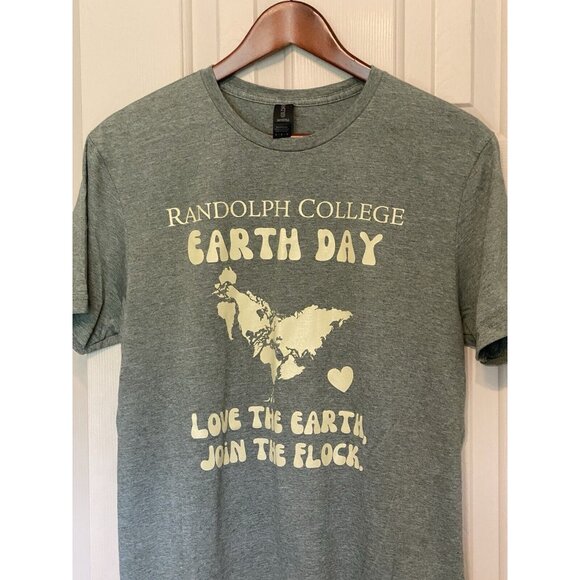 RANDOLPH COLLEGE
EARTH DAY
LOVE THE EARTH,
JOIN THE FLOCK.